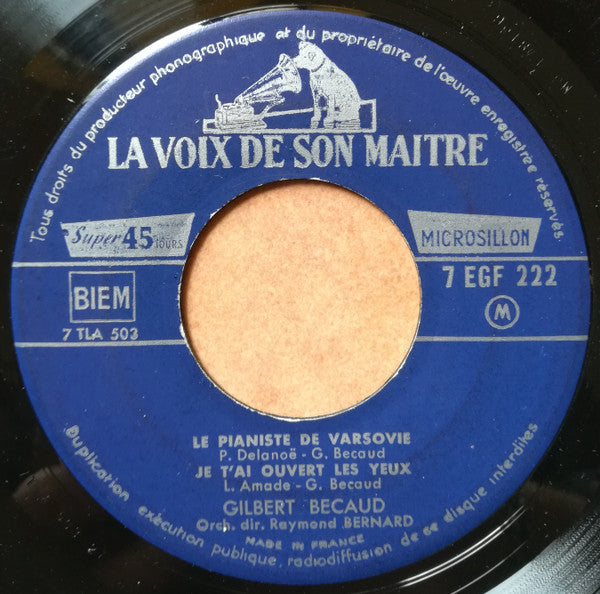 Tous droits du producteur phonographique et du propriétaire de l'œuvre enregistrée réservés.
LA VOIX DE SON MAITRE
Super 45 TOURS
MICROSILLON
BIEM
7 EGF 222
7 TLA 503
M
LE PIANISTE DE VARSOVIE
P. Delanoë - G. Becaud
JE T'AI OUVERT LES YEUX
L. Amade - G. Becaud
GILBERT BECAUD
Orch. dir. Raymond BERNARD
MADE IN FRANCE
Duplication exécution publique, radiodiffusion de ce disque interdites